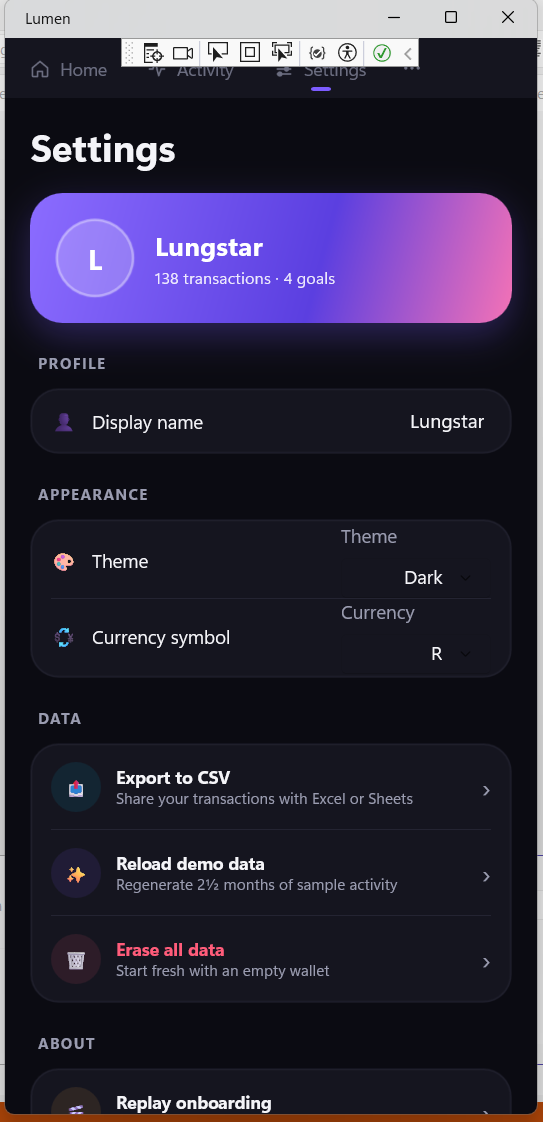 Lumen
Home
Activity
Settings
Settings
L
Lungstar
138 transactions · 4 goals
PROFILE
Display name
Lungstar
APPEARANCE
Theme
Theme
Dark
Currency
Currency symbol
R
DATA
Export to CSV
Share your transactions with Excel or Sheets
Reload demo data
Regenerate 2½ months of sample activity
Erase all data
Start fresh with an empty wallet
ABOUT
Replay onboarding